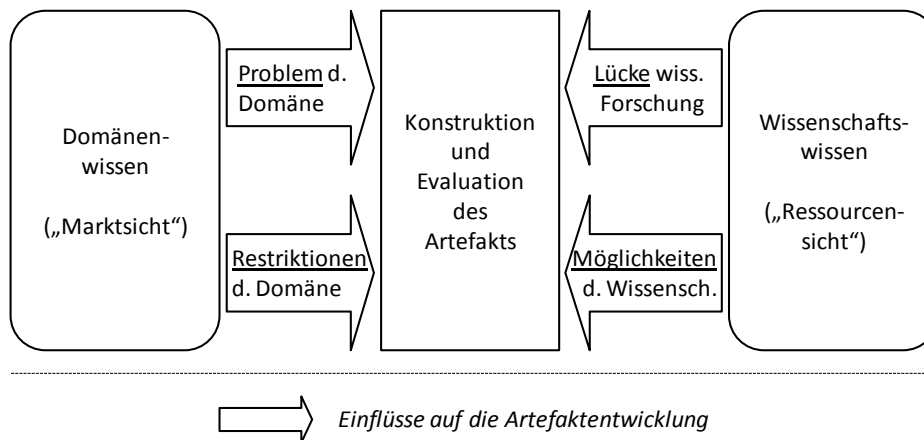 Domänen-
wissen
(„Marktsicht“)
Problem d.
Domäne
Restriktionen
d. Domäne
Konstruktion
und
Evaluation
des
Artefakts
Lücke wiss.
Forschung
Möglichkeiten
d. Wissensch.
Wissenschafts-
wissen
(„Ressourcen-
sicht“)
Einflüsse auf die Artefaktentwicklung